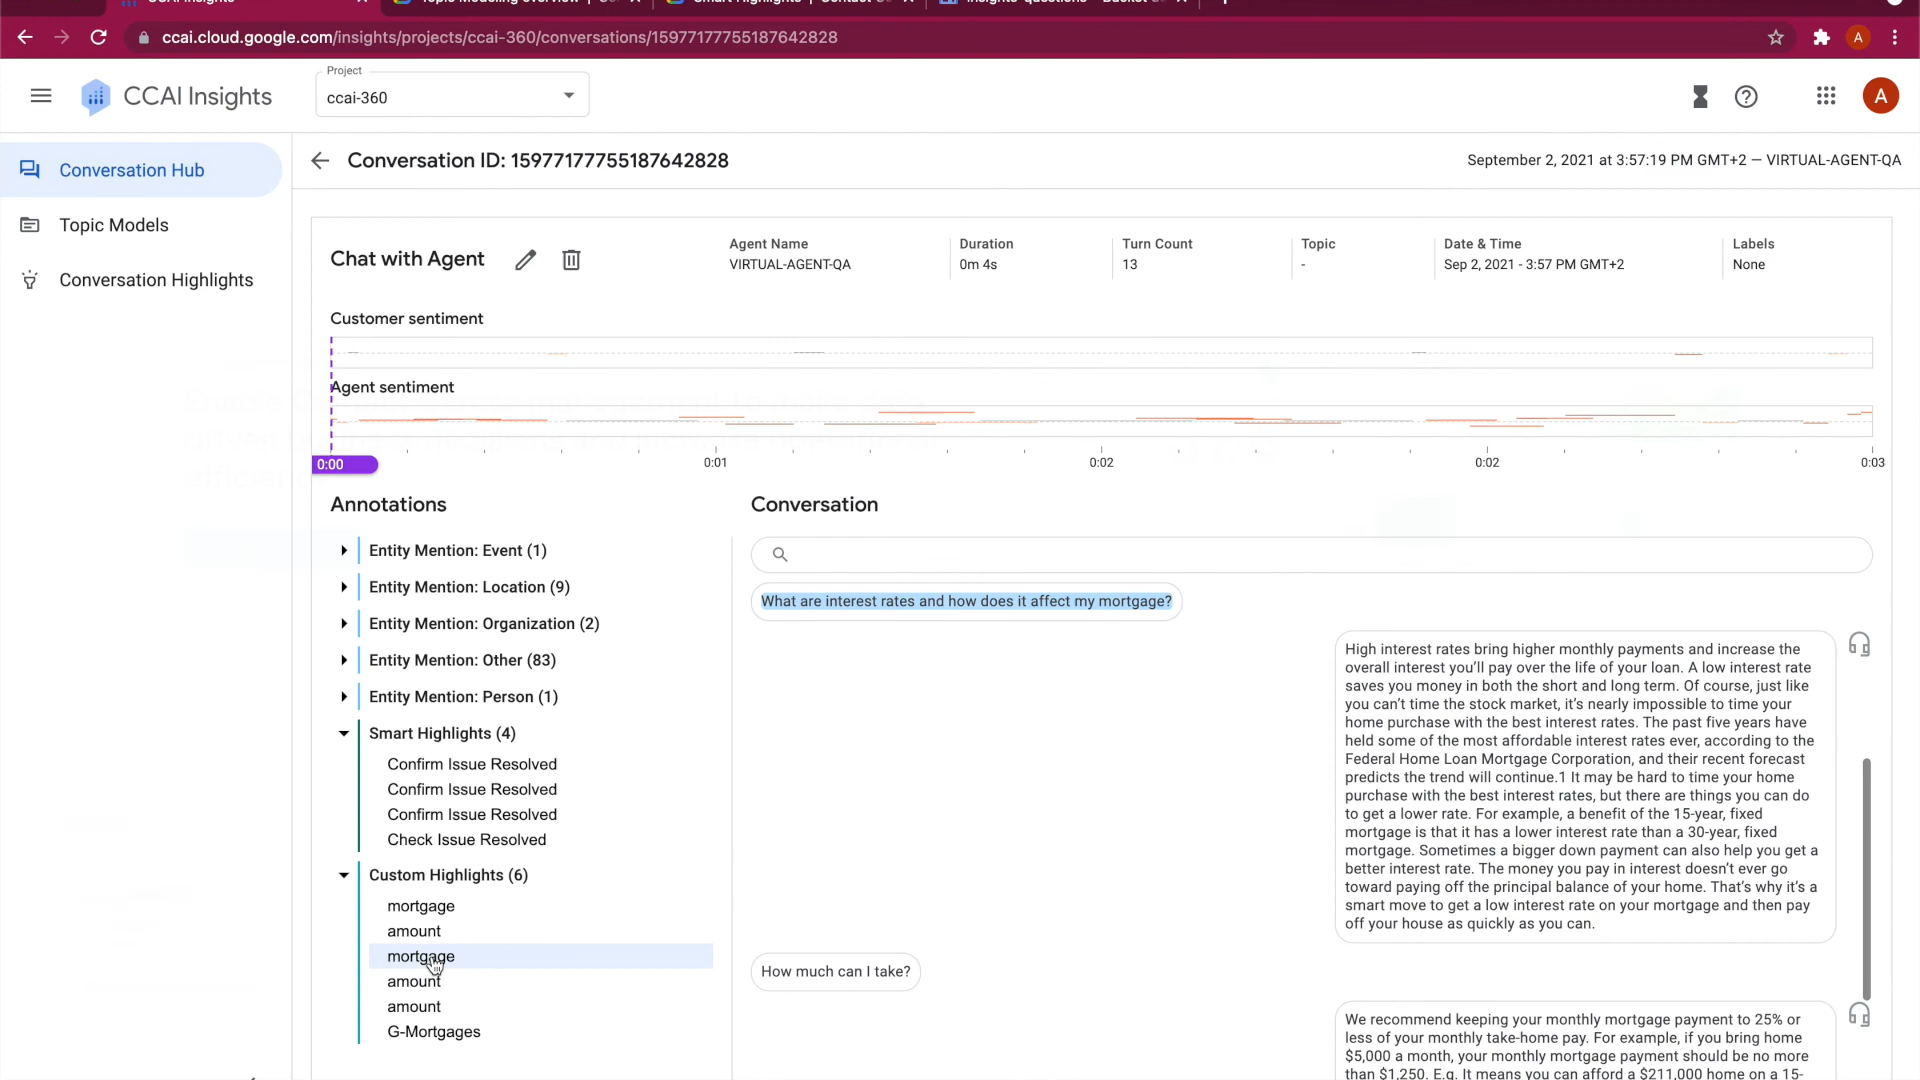 ccai.cloud.google.com/insights/projects/ccai-360/conversations/15977177755187642828
A
CCAI Insights
Project
ccai-360
A
Conversation Hub
Topic Models
Conversation Highlights
Conversation ID: 15977177755187642828
September 2, 2021 at 3:57:19 PM GMT+2 — VIRTUAL-AGENT-QA
Chat with Agent
Agent Name
VIRTUAL-AGENT-QA
Duration
0m 4s
Turn Count
13
Topic
-
Date & Time
Sep 2, 2021 - 3:57 PM GMT+2
Labels
None
Customer sentiment
Agent sentiment
0:00
0:01
0:02
0:02
0:03
Annotations
Entity Mention: Event (1)
Entity Mention: Location (9)
Entity Mention: Organization (2)
Entity Mention: Other (83)
Entity Mention: Person (1)
Smart Highlights (4)
Confirm Issue Resolved
Confirm Issue Resolved
Confirm Issue Resolved
Check Issue Resolved
Custom Highlights (6)
mortgage
amount
mortgage
amount
amount
G-Mortgages
Conversation
What are interest rates and how does it affect my mortgage?
High interest rates bring higher monthly payments and increase the
overall interest you’ll pay over the life of your loan. A low interest rate
saves you money in both the short and long term. Of course, just like
you can’t time the stock market, it’s nearly impossible to time your
home purchase with the best interest rates. The past five years have
held some of the most affordable interest rates ever, according to the
Federal Home Loan Mortgage Corporation, and their recent forecast
predicts the trend will continue.1 It may be hard to time your home
purchase with the best interest rates, but there are things you can do
to get a lower rate. For example, a benefit of the 15-year, fixed
mortgage is that it has a lower interest rate than a 30-year, fixed
mortgage. Sometimes a bigger down payment can also help you get a
better interest rate. The money you pay in interest doesn’t ever go
toward paying off the principal balance of your home. That’s why it’s a
smart move to get a low interest rate on your mortgage and then pay
off your house as quickly as you can.
How much can I take?
We recommend keeping your monthly mortgage payment to 25% or
less of your monthly take-home pay. For example, if you bring home
$5,000 a month, your monthly mortgage payment should be no more
than $1,250. E.g. It means you can afford a $211,000 home on a 15-